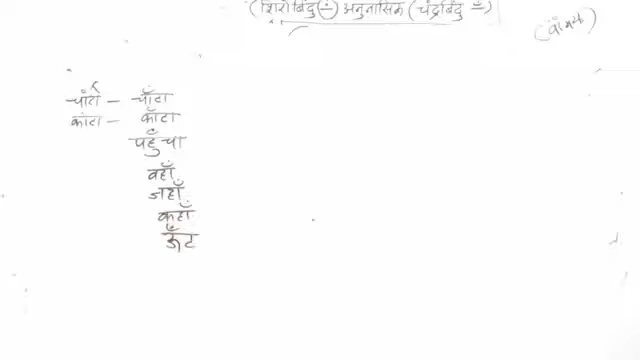 (शिरोबिंदु-ं) अनुनासिक (चंद्रबिंदु ँ)
चांटा - चाँटा
कांटा - काँटा
पहुँचा
वहाँ
जहाँ
कहाँ
ऊँट